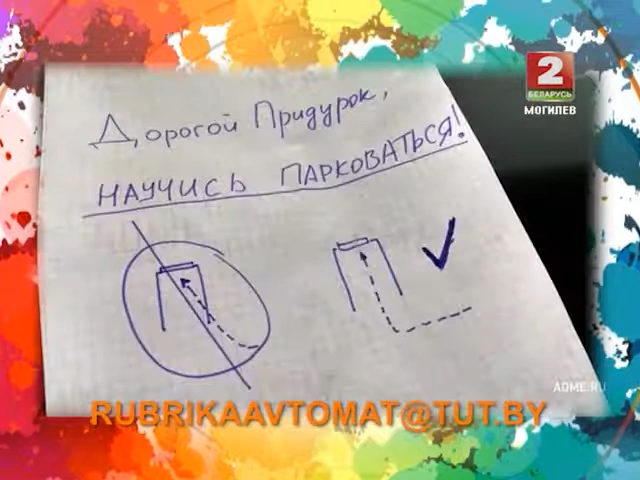 2
БЕЛАРУСЬ
МОГИЛЕВ
Дорогой Придурок,
НАУЧИСЬ ПАРКОВАТЬСЯ!
ADME.RU
RUBRIKAAVTOMAT@TUT.BY